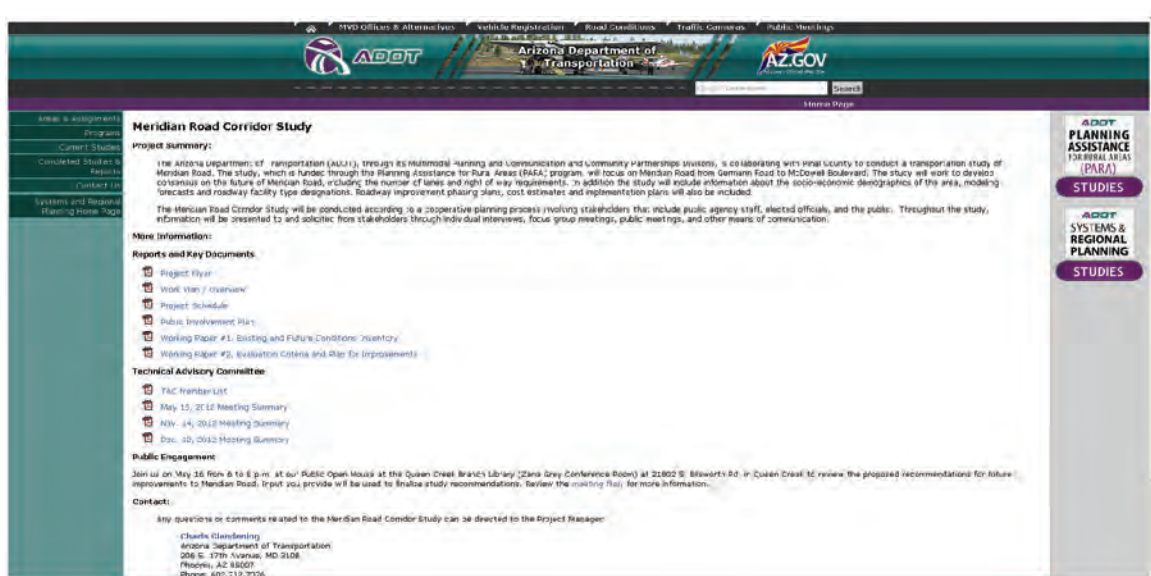 MVD Offices & Alternatives Vehicle Registration Road Conditions Traffic Cameras Public Meetings
ADOT
Arizona Department of
Transportation
AZ.GOV
Search
Home Page
Areas & Assignments
Programs
Current Studies
Completed Studies &
Reports
Contact Us
Systems and Regional
Planning Home Page
Meridian Road Corridor Study
Project Summary:
The Arizona Department of Transportation (ADOT), through its Multimodal Planning and Communication and Community Partnerships Divisions, is collaborating with Pinal County to conduct a transportation study of
Meridian Road. The study, which is funded through the Planning Assistance for Rural Areas (PARA) program, will focus on Meridian Road from Germann Road to McDowell Boulevard. The study will work to develop
consensus on the future of Meridian Road, including the number of lanes and right of way requirements. In addition the study will include information about the socio-economic demographics of the area, modeling
forecasts and roadway facility type designations. Roadway improvement phasing plans, cost estimates and implementation plans will also be included.
The Meridian Road Corridor Study will be conducted according to a cooperative planning process involving stakeholders that include public agency staff, elected officials, and the public. Throughout the study,
information will be presented to and solicited from stakeholders through individual interviews, focus group meetings, public meetings, and other means of communication.
More Information:
Reports and Key Documents
Project Flyer
Work Plan / Overview
Project Schedule
Public Involvement Plan
Working Paper #1, Existing and Future Conditions Inventory
Working Paper #2, Evaluation Criteria and Plan for Improvements
Technical Advisory Committee
TAC Member List
May 15, 2012 Meeting Summary
Nov. 14, 2012 Meeting Summary
Dec. 2012 Meeting Summary
Public Engagement
Join us on May 16 from 6 to 8 p.m. at our Public Open House at the Queen Creek Branch Library (Zane Grey Conference Room) at 21802 S. Ellsworth Rd. in Queen Creek to review the proposed recommendations for future
improvements to Meridian Road. Input you provide will be used to finalize study recommendations. Review the meeting flyer for more information.
Contact:
Any questions or comments related to the Meridian Road Corridor Study can be directed to the Project Manager
Charla Glendening
Arizona Department of Transportation
206 S. 17th Avenue, MD 310B
Phoenix, AZ 85007
Phone: 602.712.7376
ADOT
PLANNING
ASSISTANCE
FOR RURAL AREAS
(PARA)
STUDIES
ADOT
SYSTEMS &
REGIONAL
PLANNING
STUDIES